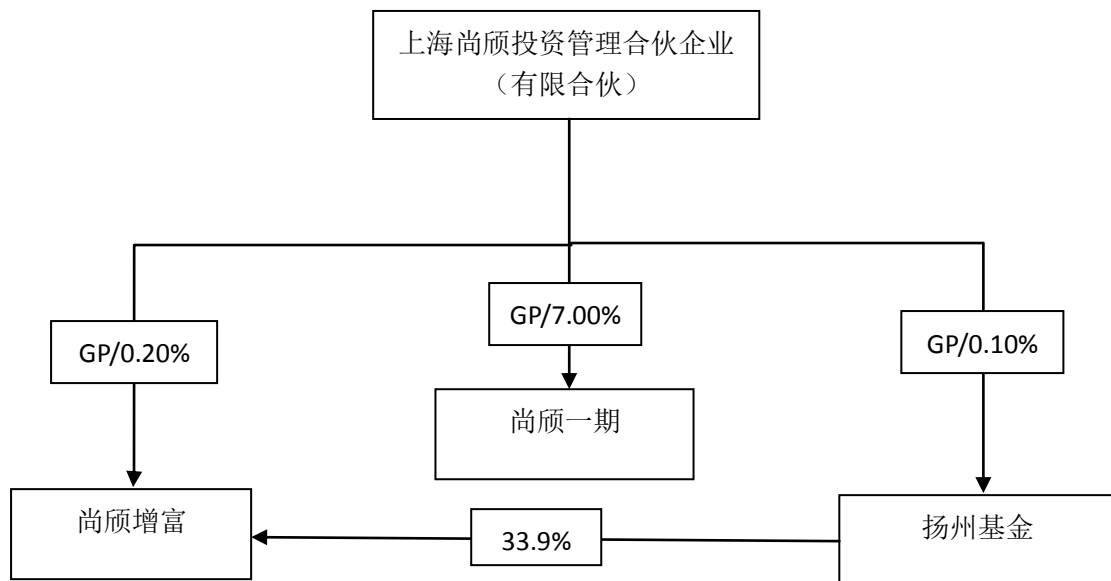 上海尚颀投资管理合伙企业
（有限合伙）
GP/7.00%
GP/0.20%
GP/0.10%
尚颀一期
尚颀增富
33.9%
扬州基金